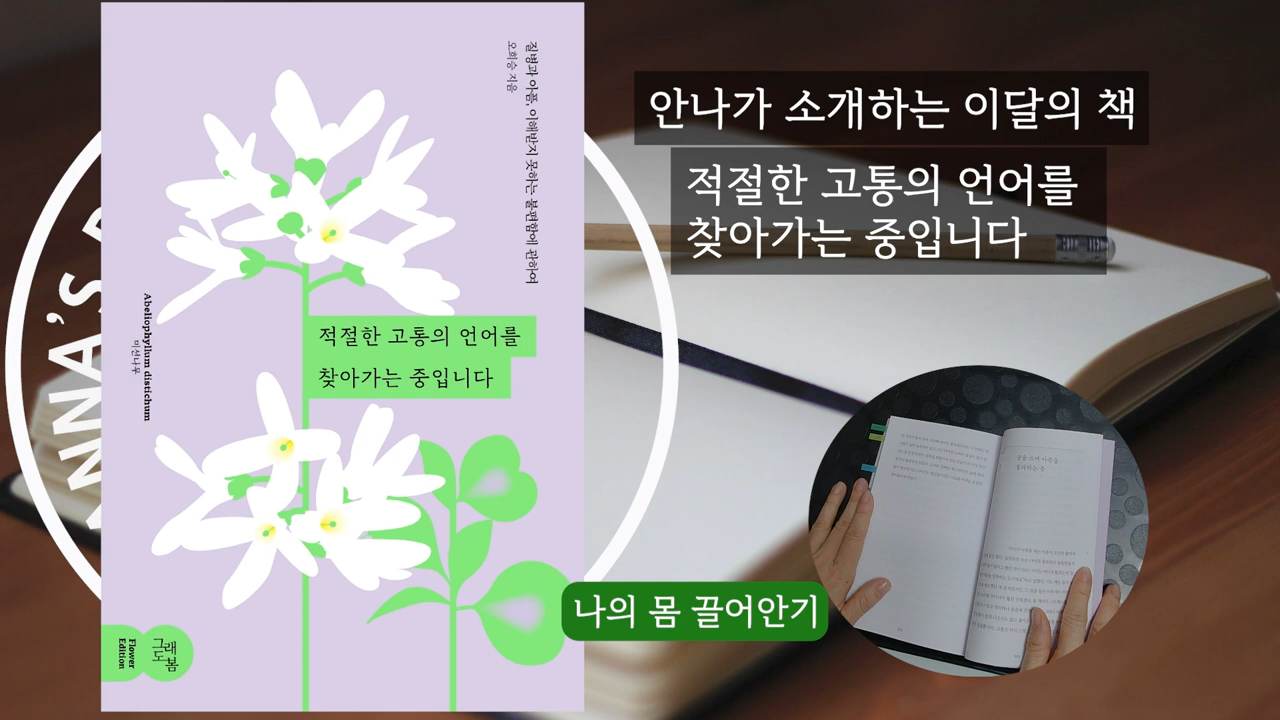 질병과 아픔, 이해받지 못하는 불편함에 관하여
오희승 지음
Abeliophyllum distichum
미선나무
적절한 고통의 언어를
찾아가는 중입니다
그래도봄
Flower
Edition
ANNA'S
안나가 소개하는 이달의 책
적절한 고통의 언어를
찾아가는 중입니다
나의 몸 끌어안기